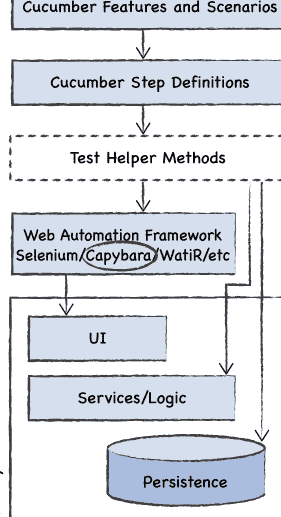 Cucumber Features and Scenarios
Cucumber Step Definitions
Test Helper Methods
Web Automation Framework
Selenium/Capybara/WatiR/etc
UI
Services/Logic
Persistence